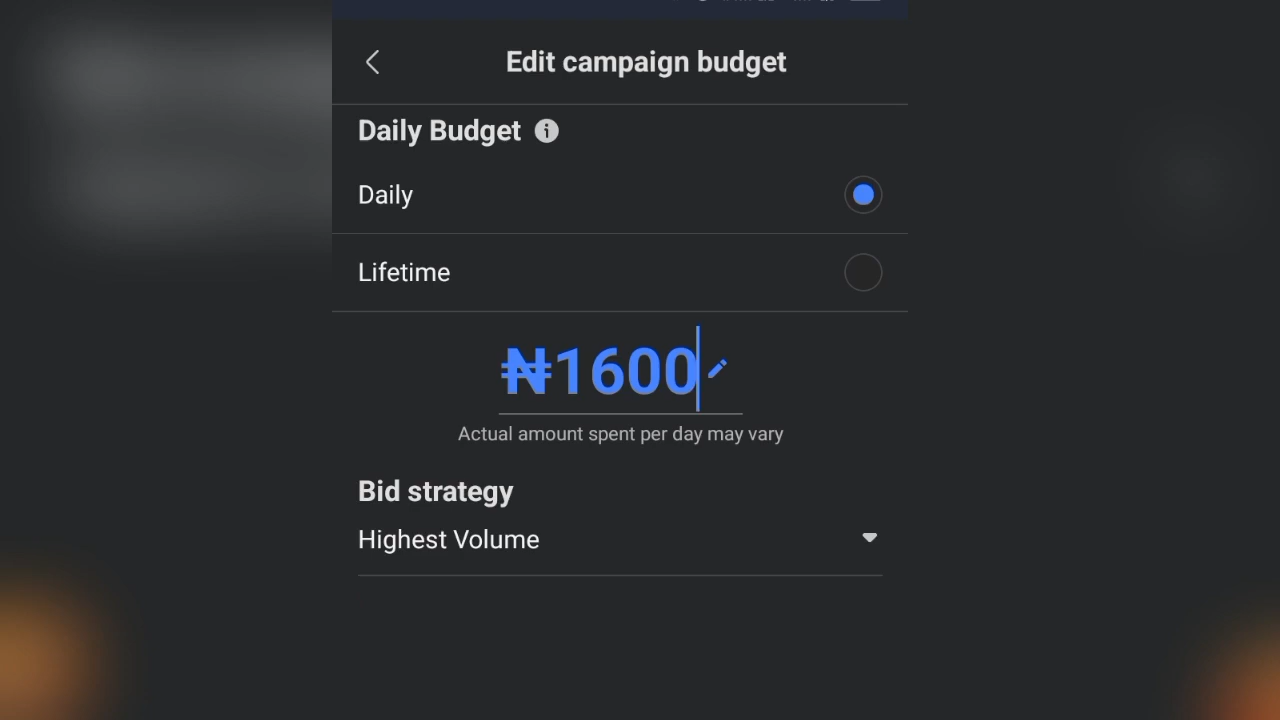 Edit campaign budget
Daily Budget
Daily
Lifetime
₦1600
Actual amount spent per day may vary
Bid strategy
Highest Volume